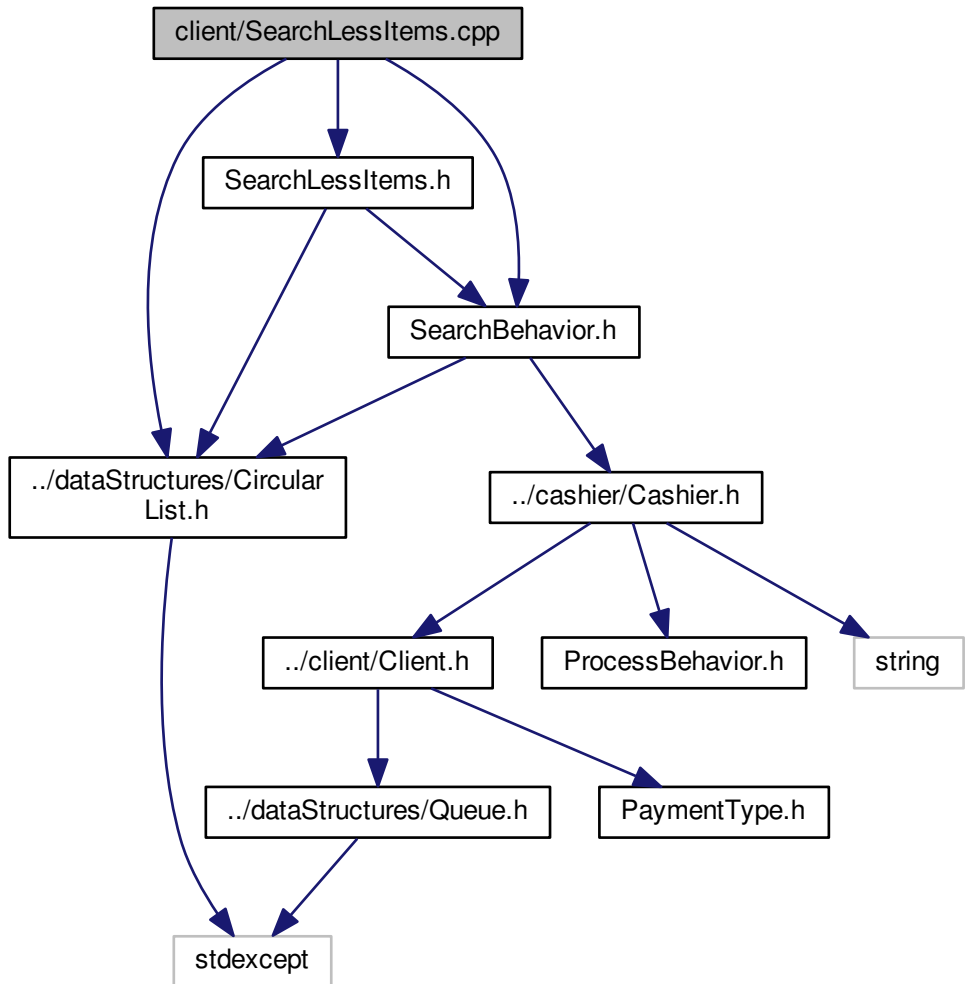 client/SearchLessItems.cpp
SearchLessItems.h
SearchBehavior.h
../dataStructures/Circular
List.h
../cashier/Cashier.h
../client/Client.h
ProcessBehavior.h
string
../dataStructures/Queue.h
PaymentType.h
stdexcept